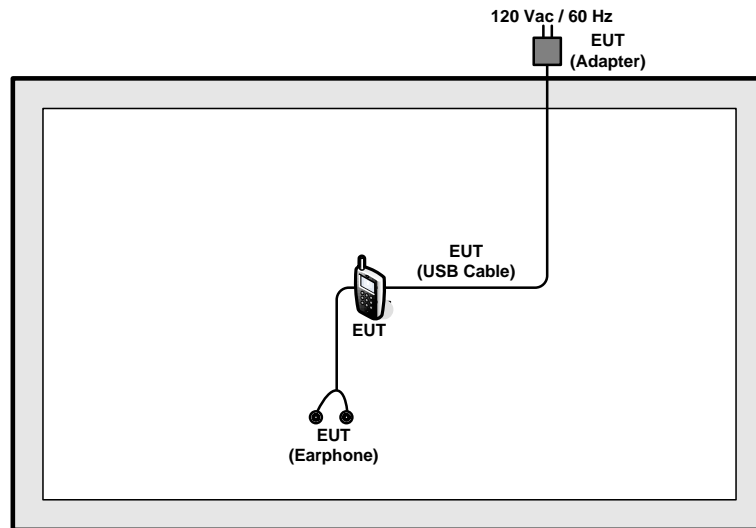 120 Vac / 60 Hz
EUT
(Adapter)
EUT
(USB Cable)
EUT
EUT
(Earphone)